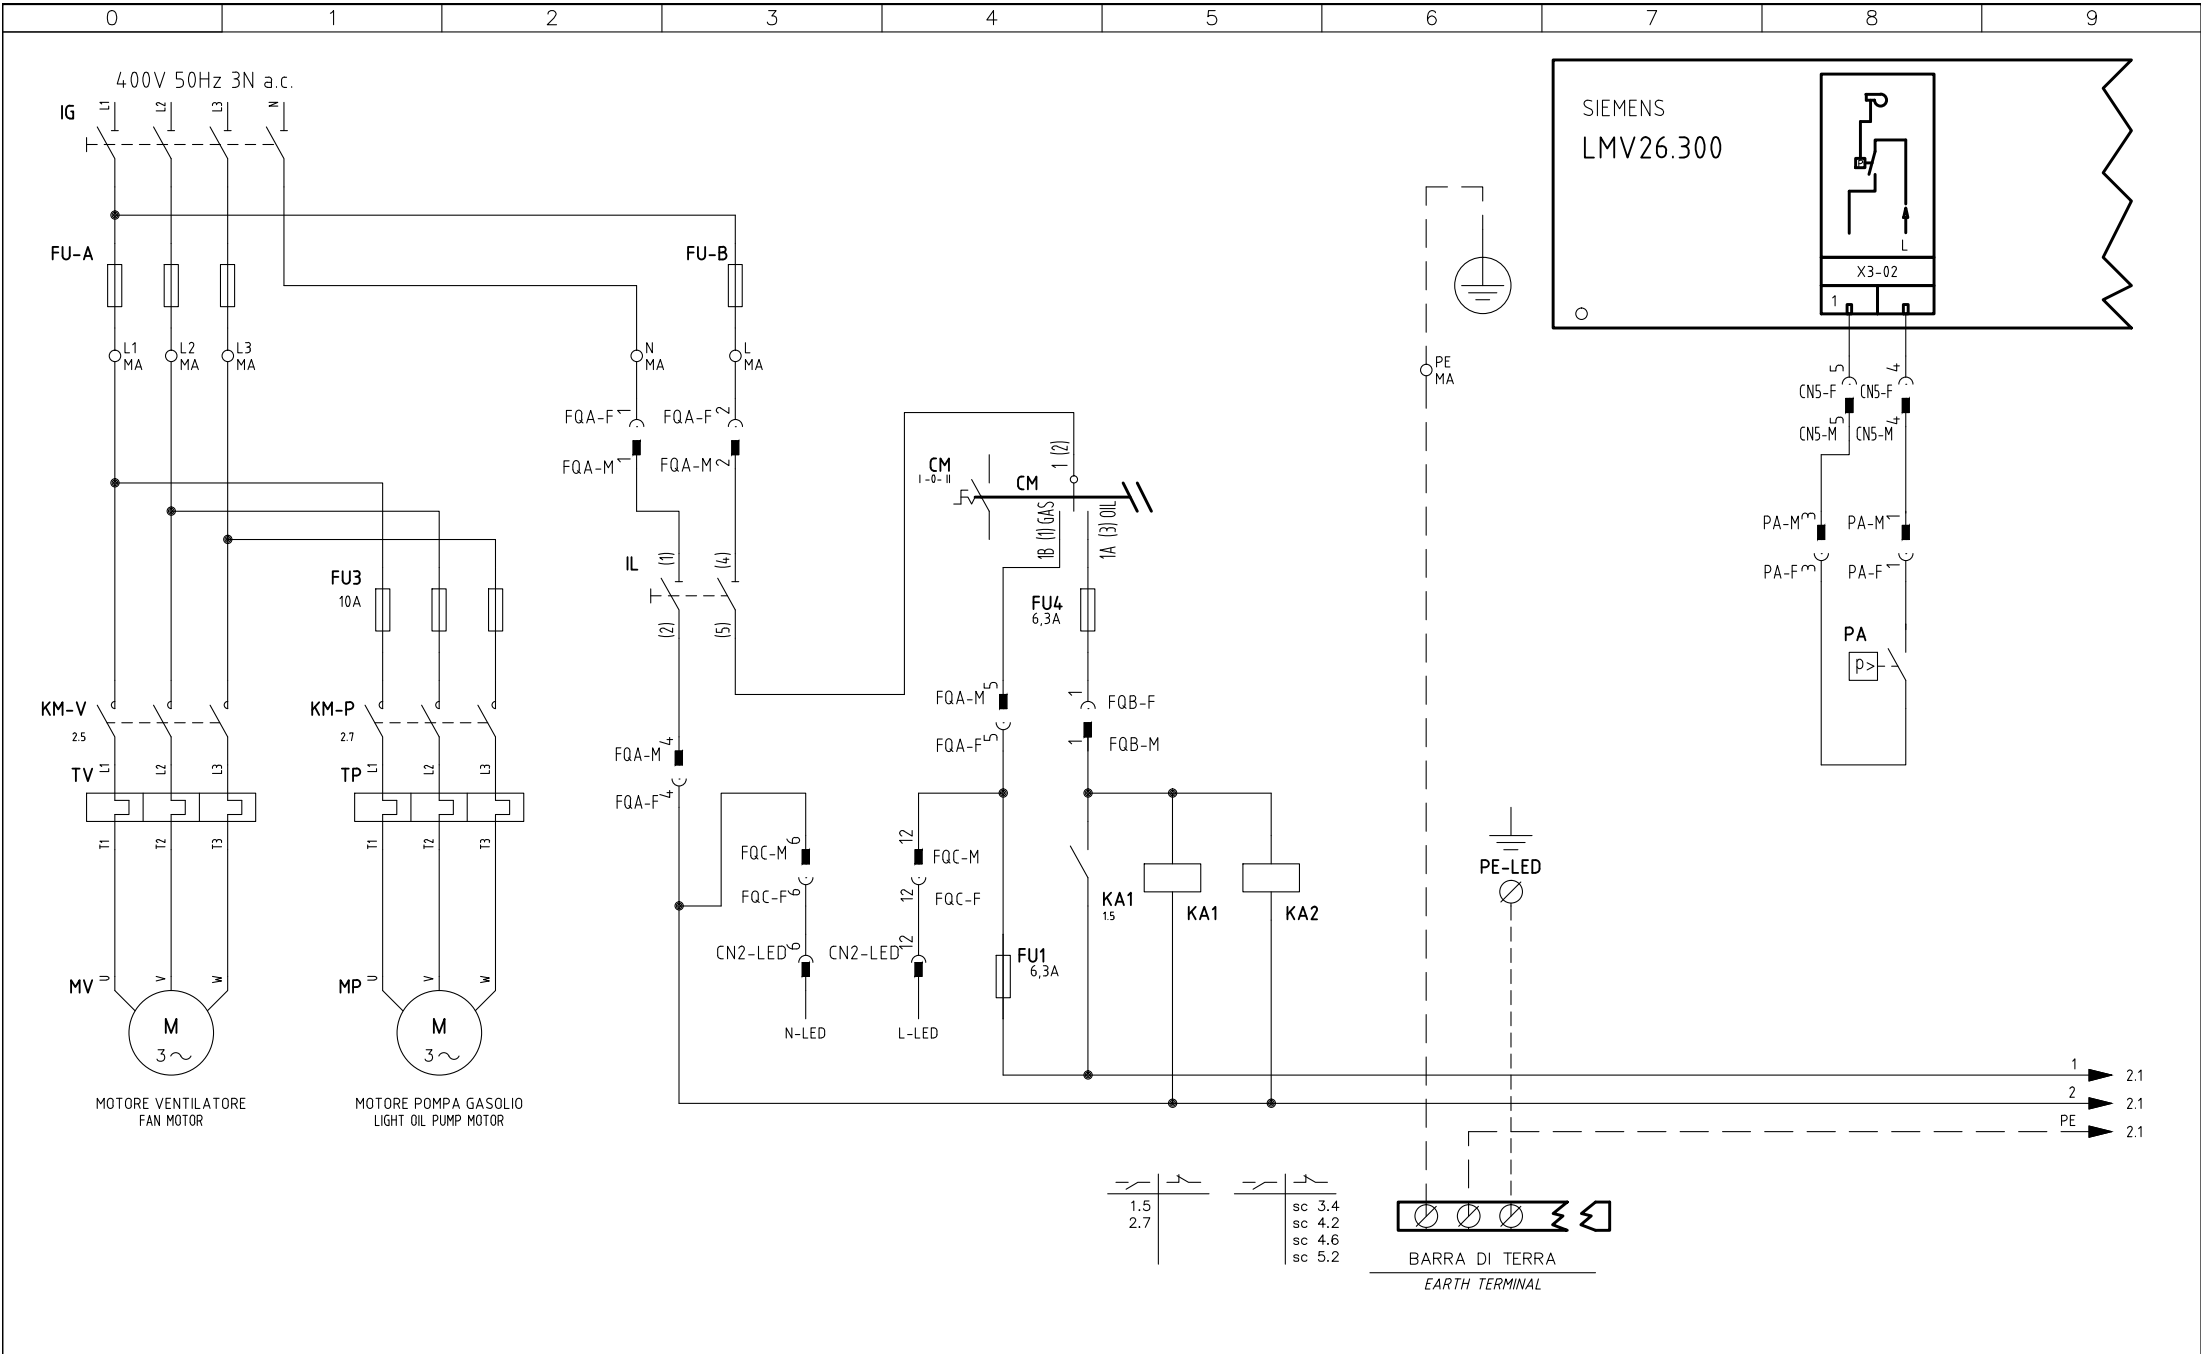 0 1 2 3 4 5 6 7 8 9
400V 50Hz 3N a.c.
IG
L1 L2 L3 N
FU-A
FU-B
L1
MA
L2
MA
L3
MA
N
MA
L
MA
FQA-F 1
FQA-F 2
FQA-M 1
FQA-M 2
FU3
10A
IL
(1) (4)
(2) (5)
CM
I-0-II
CM
1 (2)
1B (1) GAS
1A (3) OIL
FU4
6,3A
KM-V
2.5
KM-P
2.7
TV
L1 L2 L3
TP
L1 L2 L3
T1 T2 T3
T1 T2 T3
MV
U V W
M
3~
MP
U V W
M
3~
MOTORE VENTILATORE
FAN MOTOR
MOTORE POMPA GASOLIO
LIGHT OIL PUMP MOTOR
FQA-M 4
FQA-F 4
FQA-M 5
FQA-F 5
1 FQB-F
1 FQB-M
FQC-M 6
FQC-F 6
CN2-LED 6
N-LED
12 FQC-M
12 FQC-F
CN2-LED 12
L-LED
FU1
6,3A
KA1
1.5
KA1
KA2
PE
MA
PE-LED
SIEMENS
LMV26.300
P
L
X3-02
1
5 4
CN5-F CN5-F
5 4
CN5-M CN5-M
PA-M 3
PA-M 1
PA-F 3
PA-F 1
PA
P>
1 2.1
2 2.1
PE 2.1
1.5
2.7
sc 3.4
sc 4.2
sc 4.6
sc 5.2
BARRA DI TERRA
EARTH TERMINAL